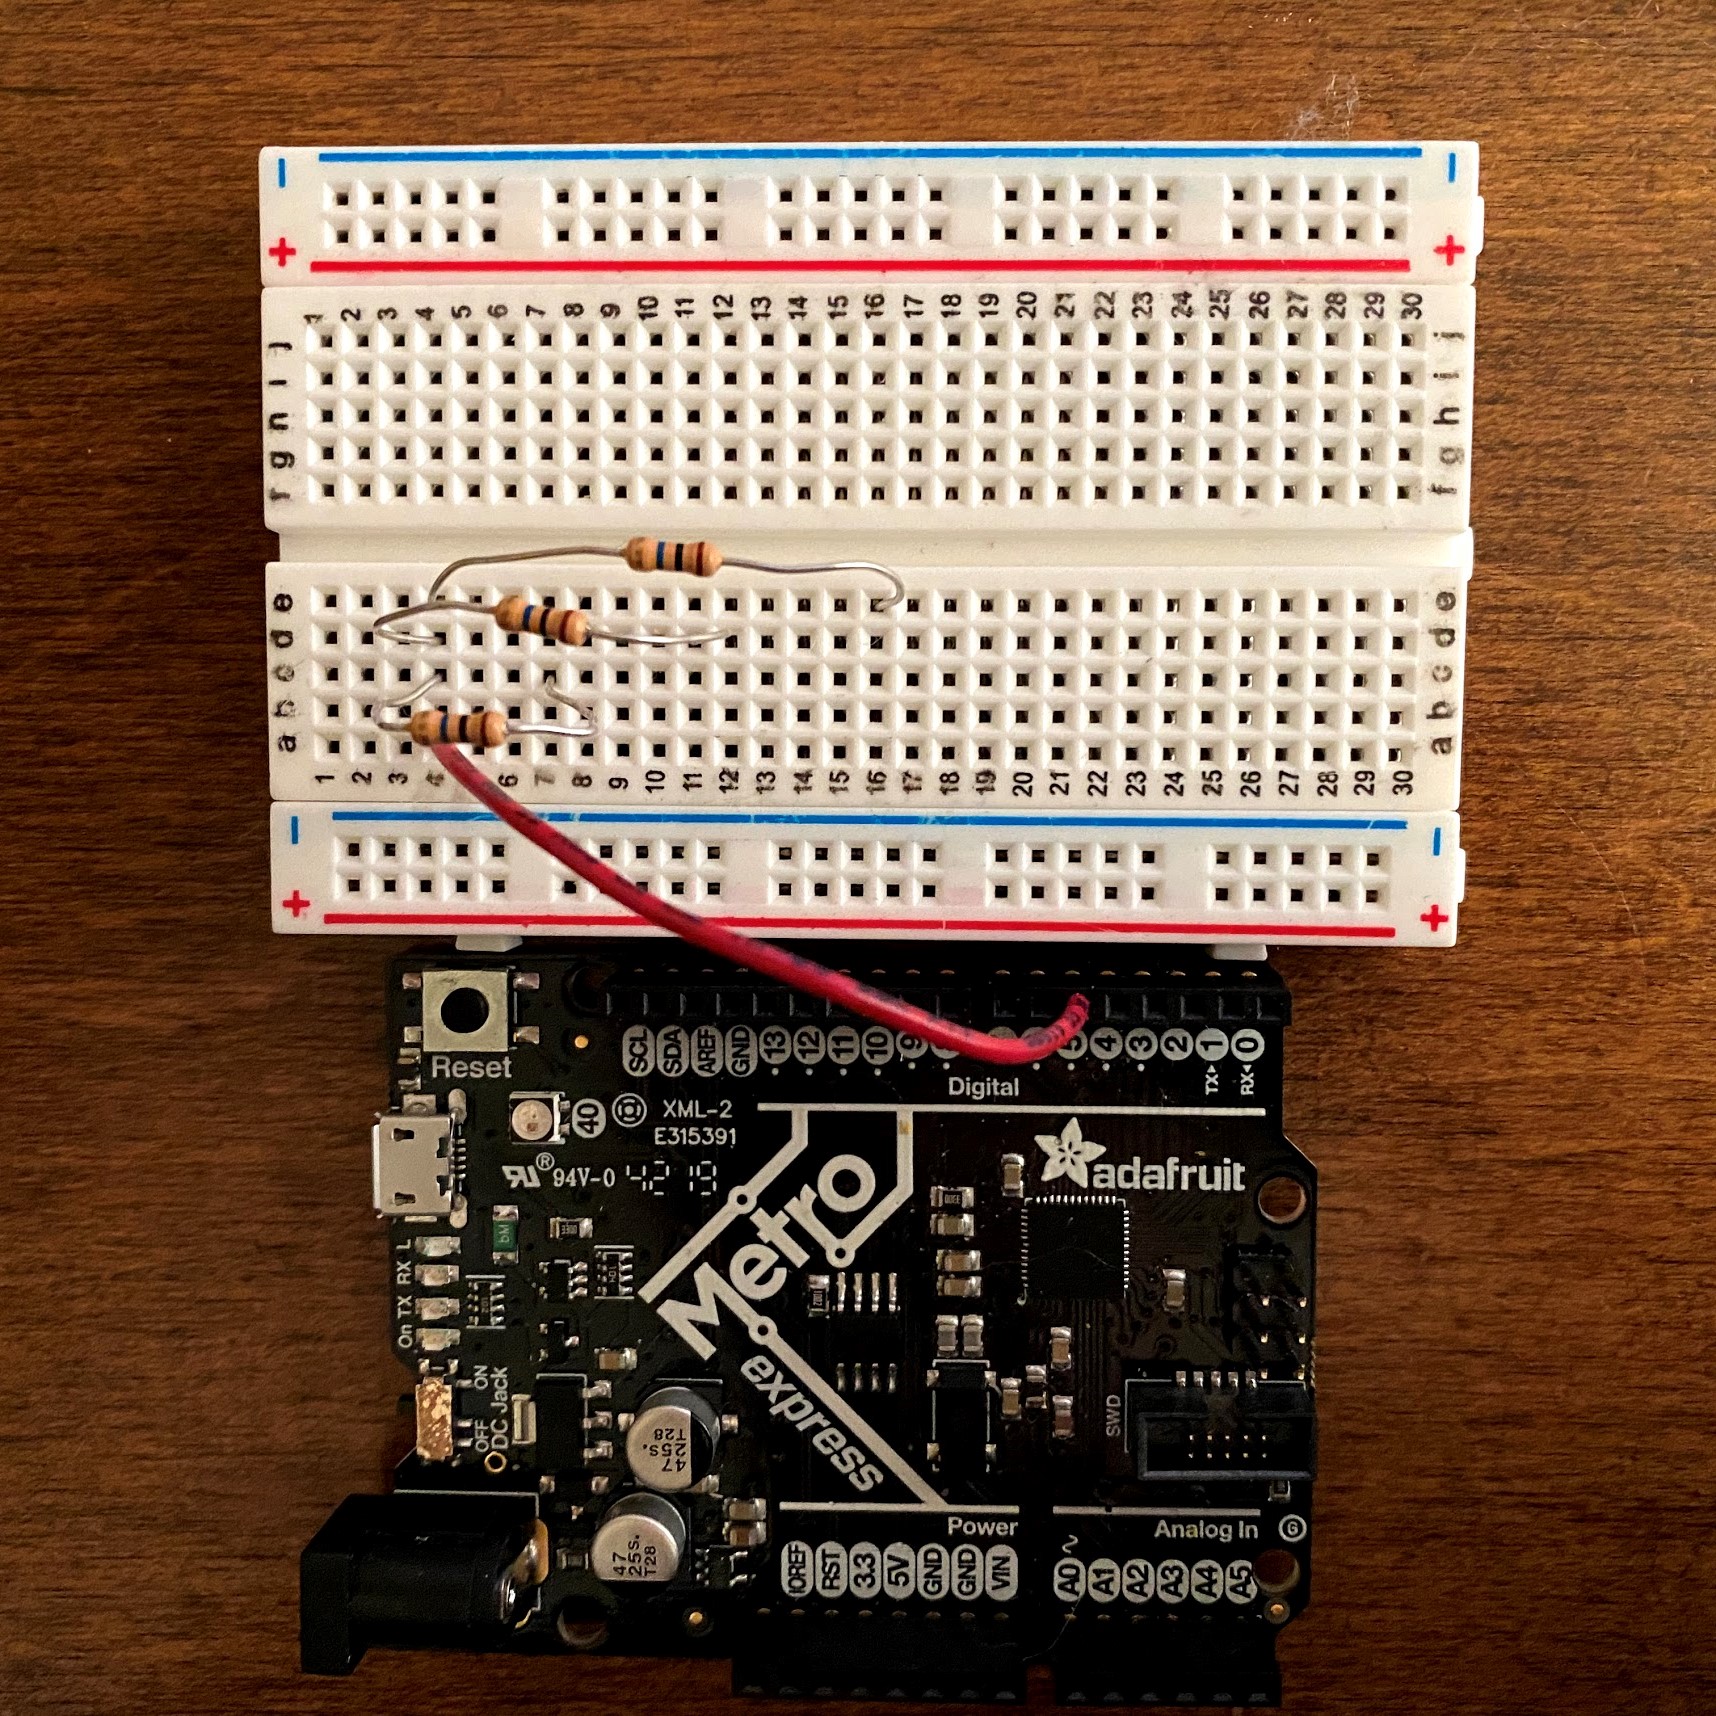 − −
+ +
1 2 3 4 5 6 7 8 9 10 11 12 13 14 15 16 17 18 19 20 21 22 23 24 25 26 27 28 29 30
j j
i i
h h
g g
f f
e e
d d
c c
b b
a a
1 2 3 4 6 7 8 9 10 11 12 13 14 15 16 17 18 19 20 21 22 23 24 25 26 27 28 29 30
− −
+ +
Reset
SCL SDA AREF GND 13 12 11 10 9 5 4 3 2 1 0
TX▸ RX◂
Digital
40
XML-2
E315391
94V-0 4219
adafruit
Metro
express
L
RX
TX
On
ON
OFF
DC Jack
47
25S.
T28
47
25S.
T28
SWD
Power
Analog In
IOREF RST 3.3 5V GND GND VIN
A0 A1 A2 A3 A4 A5